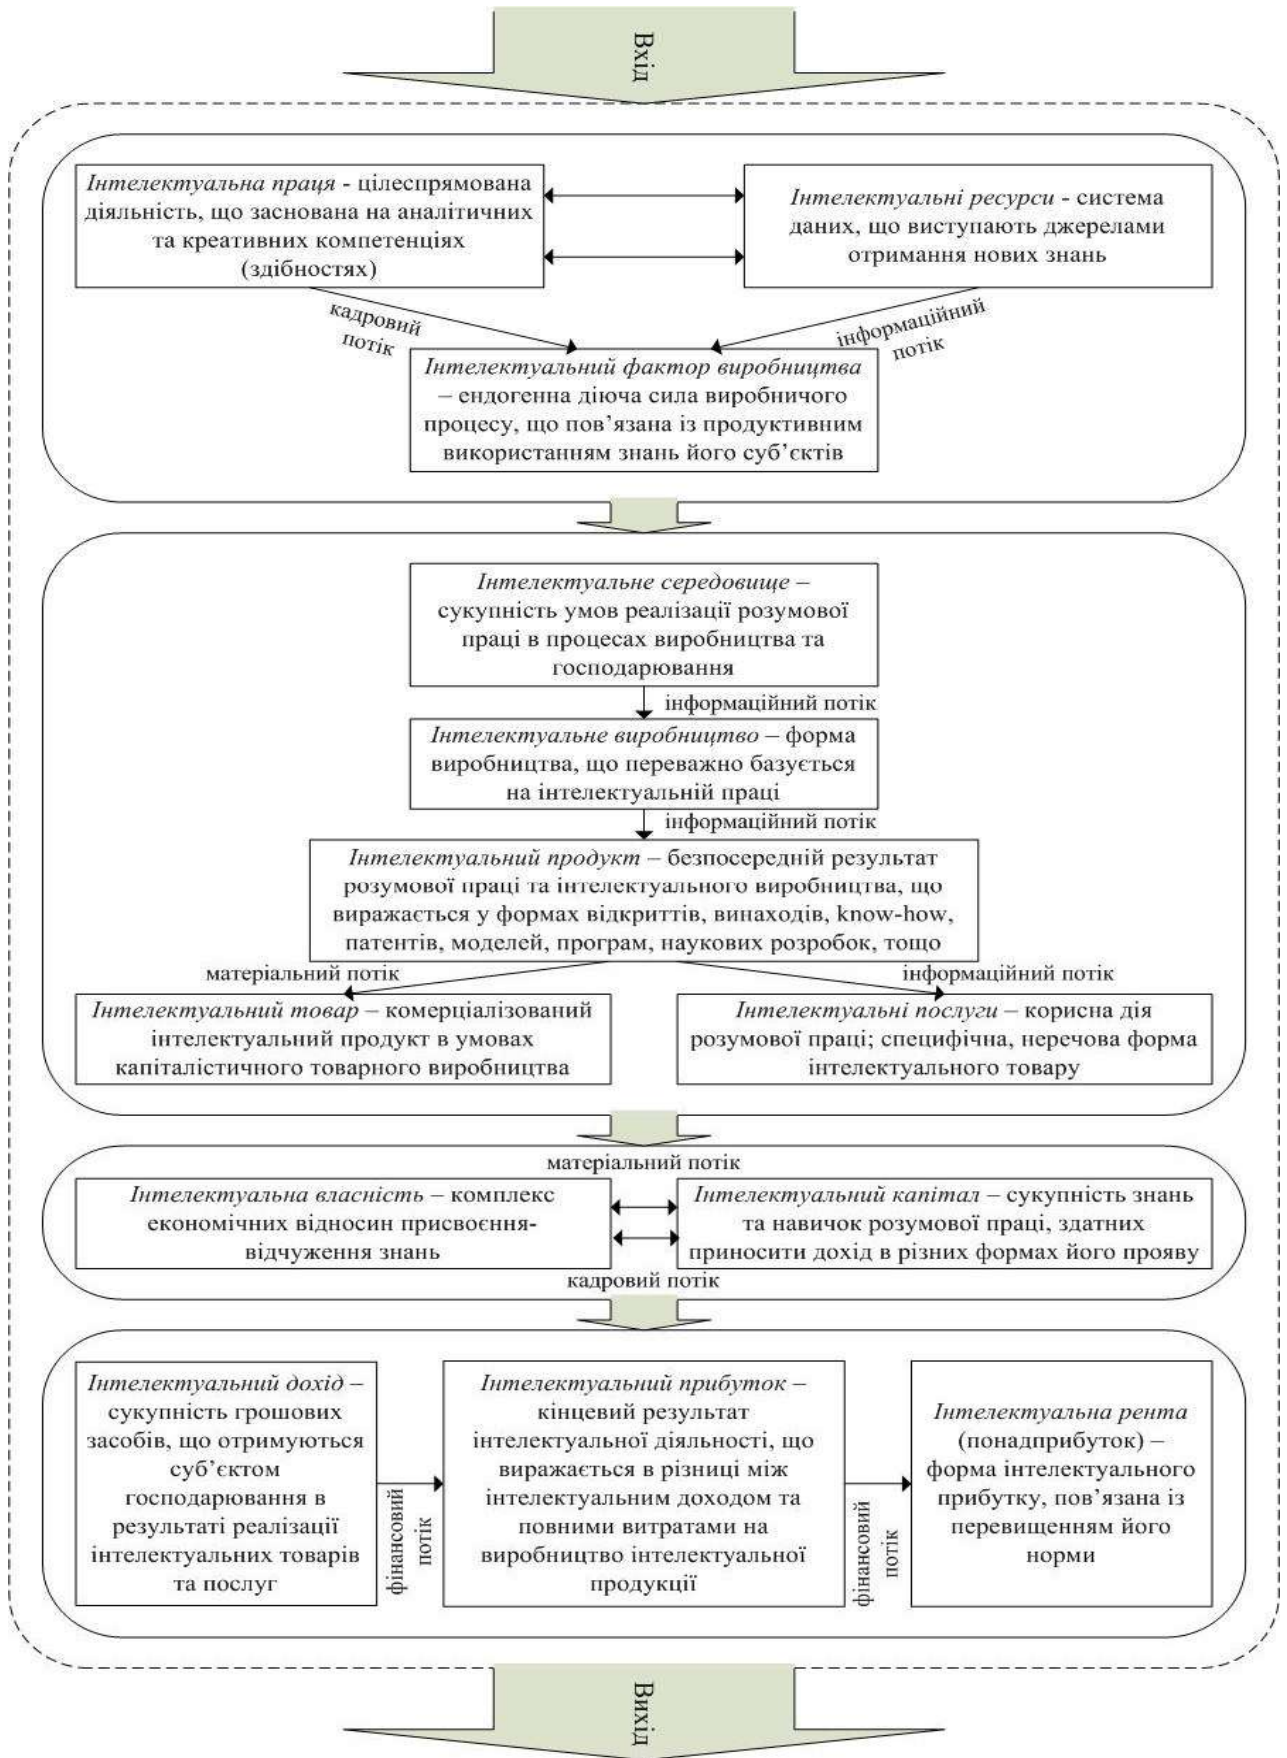 Вхід
Інтелектуальна праця - цілеспрямована
діяльність, що заснована на аналітичних
та креативних компетенціях
(здібностях)
Інтелектуальні ресурси - система
даних, що виступають джерелами
отримання нових знань
кадровий
потік
інформаційний
потік
Інтелектуальний фактор виробництва
– ендогенна діюча сила виробничого
процесу, що пов’язана із продуктивним
використанням знань його суб’єктів
Інтелектуальне середовище –
сукупність умов реалізації розумової
праці в процесах виробництва та
господарювання
інформаційний потік
Інтелектуальне виробництво – форма
виробництва, що переважно базується
на інтелектуальній праці
інформаційний потік
Інтелектуальний продукт – безпосередній результат
розумової праці та інтелектуального виробництва, що
виражається у формах відкриттів, винаходів, know-how,
патентів, моделей, програм, наукових розробок, тощо
матеріальний потік
інформаційний потік
Інтелектуальний товар – комерціалізований
інтелектуальний продукт в умовах
капіталістичного товарного виробництва
Інтелектуальні послуги – корисна дія
розумової праці; специфічна, неречова форма
інтелектуального товару
матеріальний потік
Інтелектуальна власність – комплекс
економічних відносин присвоєння-
відчуження знань
Інтелектуальний капітал – сукупність знань
та навичок розумової праці, здатних
приносити дохід в різних формах його прояву
кадровий потік
Інтелектуальний дохід –
сукупність грошових
засобів, що отримуються
суб’єктом
господарювання в
результаті реалізації
інтелектуальних товарів
та послуг
фінансовий
потік
Інтелектуальний прибуток –
кінцевий результат
інтелектуальної діяльності, що
виражається в різниці між
інтелектуальним доходом та
повними витратами на
виробництво інтелектуальної
продукції
фінансовий
потік
Інтелектуальна рента
(понадприбуток) –
форма інтелектуального
прибутку, пов’язана із
перевищенням його
норми
Вихід